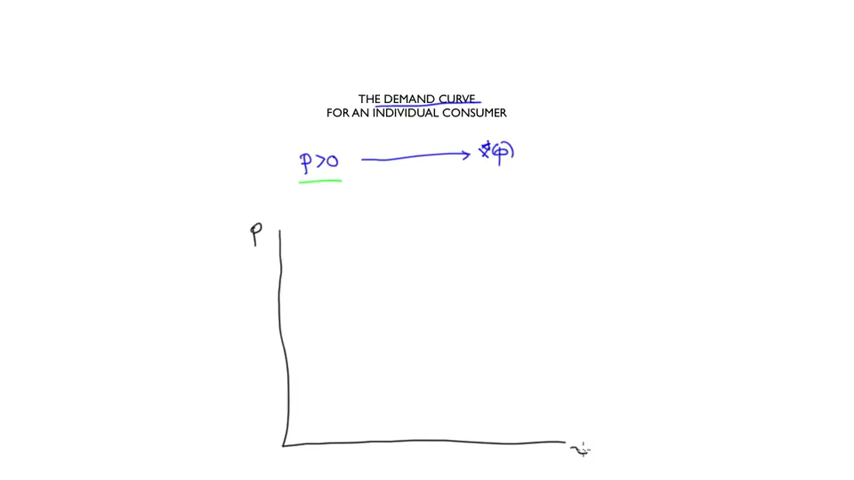 THE DEMAND CURVE
FOR AN INDIVIDUAL CONSUMER
p>0
(p)
p